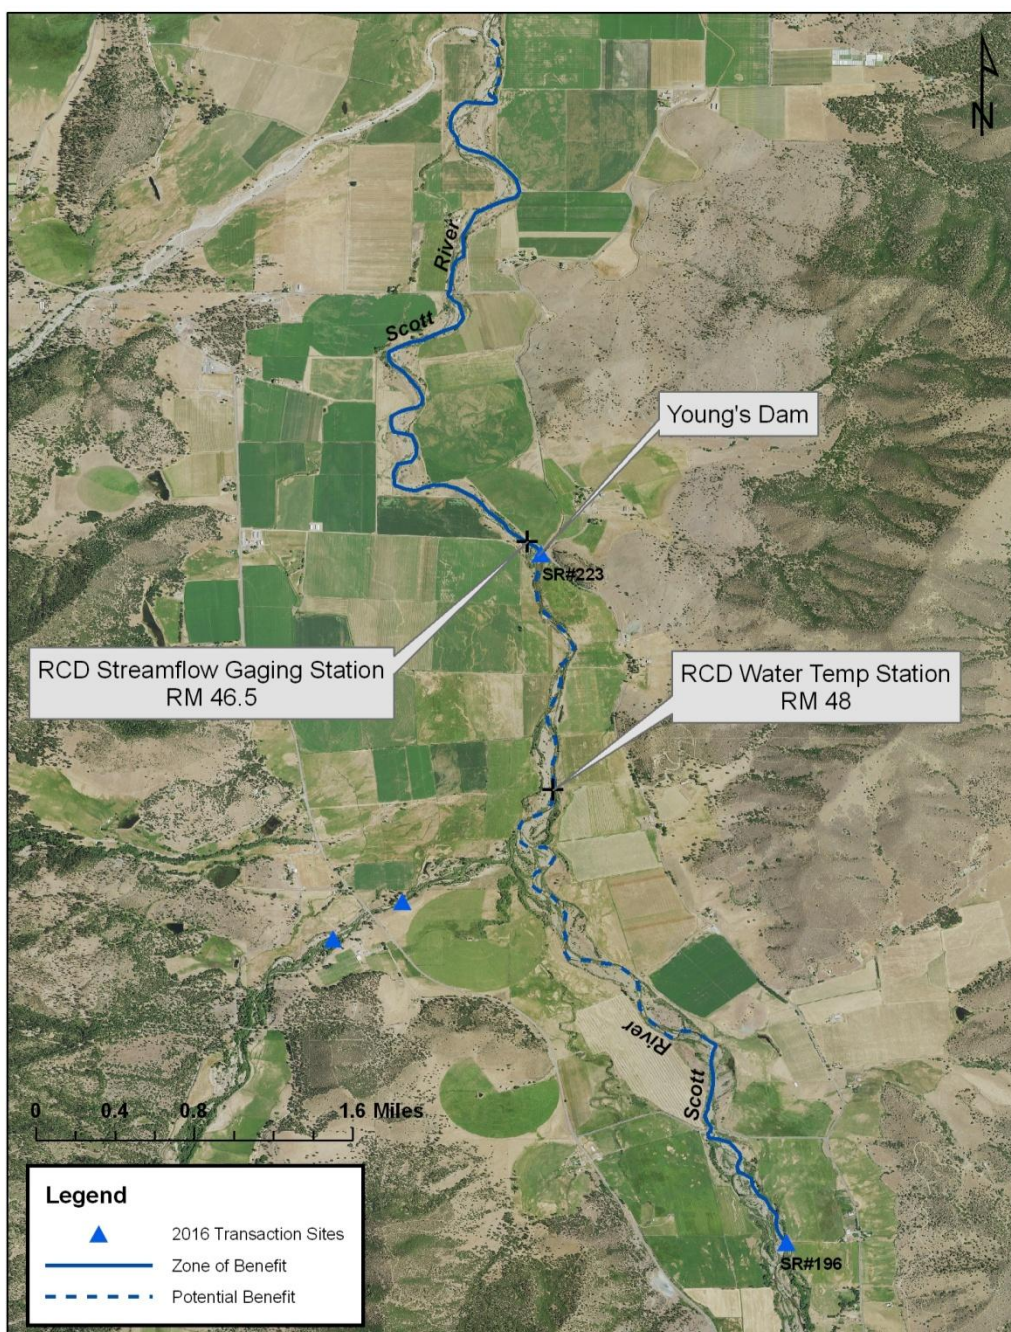 N
River
Scott
Young's Dam
SR#223
RCD Streamflow Gaging Station
RM 46.5
RCD Water Temp Station
RM 48
River
Scott
0 0.4 0.8 1.6 Miles
SR#196
Legend
2016 Transaction Sites
Zone of Benefit
Potential Benefit